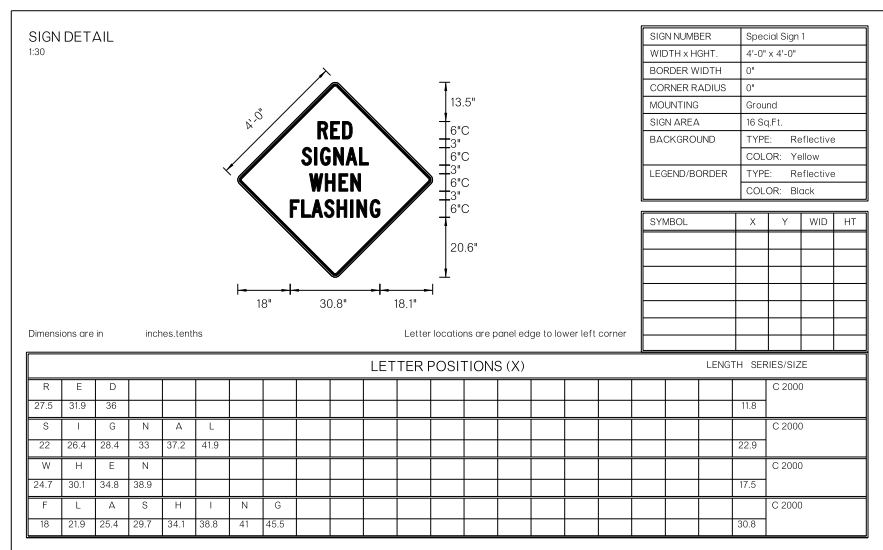 SIGN DETAIL
1:30
4'-0"
RED
SIGNAL
WHEN
FLASHING
13.5"
6"C
3"
6"C
3"
6"C
3"
6"C
20.6"
18" 30.8" 18.1"
Dimensions are in inches.tenths
Letter locations are panel edge to lower left corner
SIGN NUMBER Special Sign 1
WIDTH x HGHT. 4'-0" x 4'-0"
BORDER WIDTH 0"
CORNER RADIUS 0"
MOUNTING Ground
SIGN AREA 16 Sq.Ft.
BACKGROUND TYPE: Reflective
COLOR: Yellow
LEGEND/BORDER TYPE: Reflective
COLOR: Black
SYMBOL X Y WID HT
LETTER POSITIONS (X) LENGTH SERIES/SIZE
R E D C 2000
27.5 31.9 36 11.8
S I G N A L C 2000
22 26.4 28.4 33 37.2 41.9 22.9
W H E N C 2000
24.7 30.1 34.8 38.9 17.5
F L A S H I N G C 2000
18 21.9 25.4 29.7 34.1 38.8 41 45.5 30.8